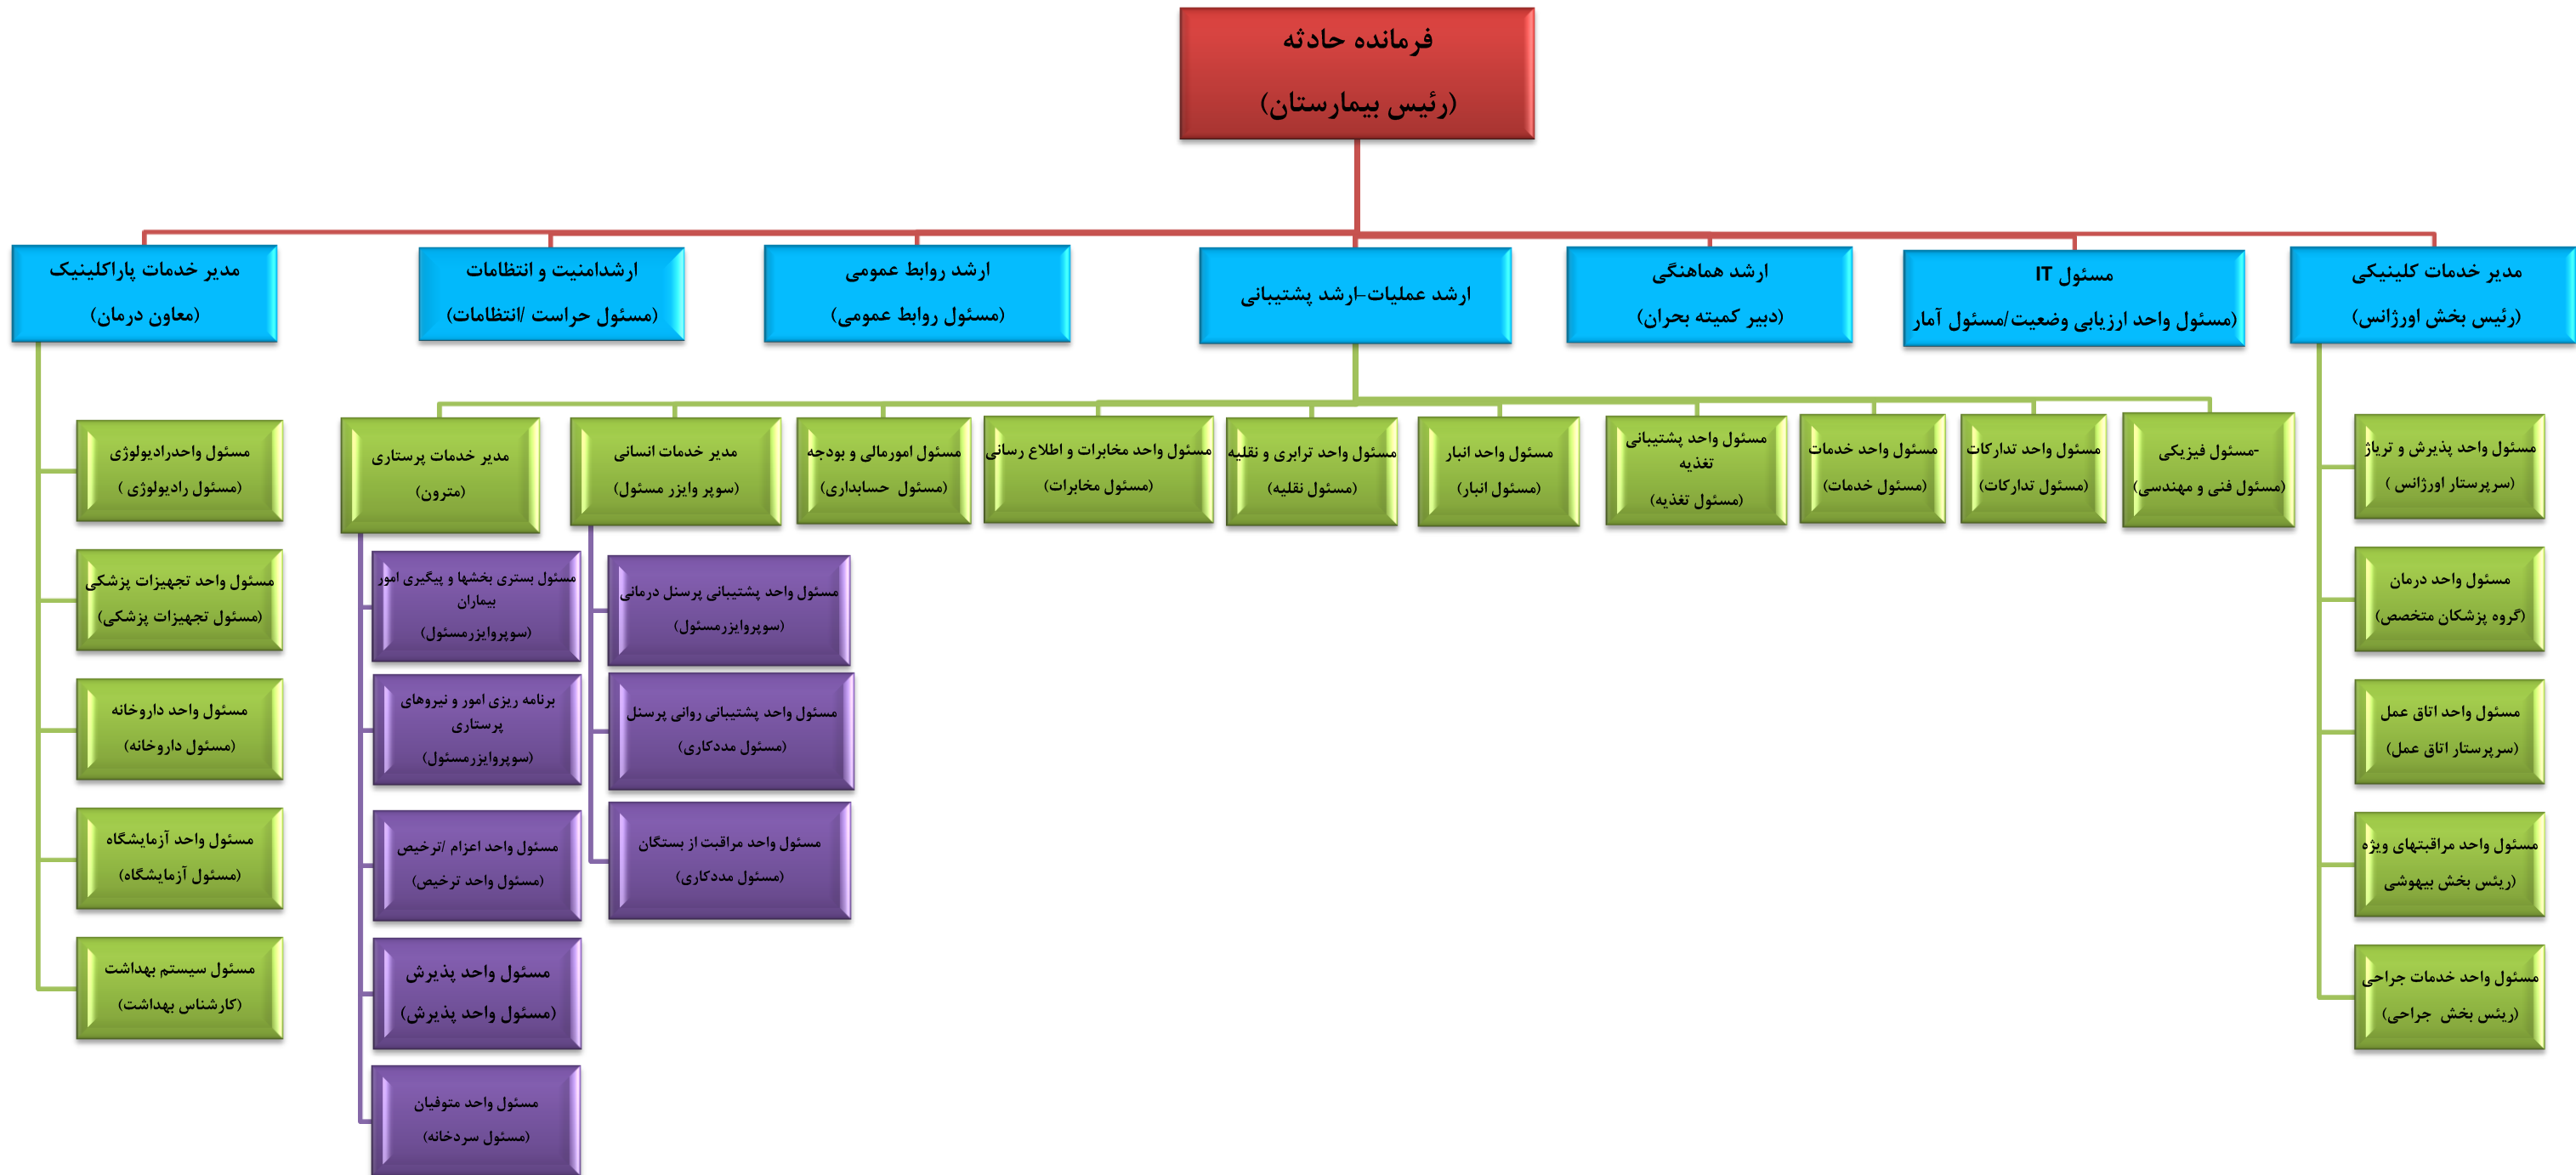 فرمانده حادثه
(رئیس بیمارستان)
مدیر خدمات کلینیکی
(رئیس بخش اورژانس)
مسئول IT
(مسئول واحد ارزیابی وضعیت/مسئول آمار
ارشد هماهنگی
(دبیر کمیته بحران)
ارشد عملیات-ارشد پشتیبانی
ارشد روابط عمومی
(مسئول روابط عمومی)
ارشدامنیت و انتظامات
(مسئول حراست /انتظامات)
مدیر خدمات پاراکلینیک
(معاون درمان)
مسئول واحد پذیرش و تریاژ
(سرپرستار اورژانس )
مسئول واحد درمان
(گروه پزشکان متخصص)
مسئول واحد اتاق عمل
(سرپرستار اتاق عمل)
مسئول واحد مراقبتهای ویژه
(ریئس بخش بیهوشی
مسئول واحد خدمات جراحی
(ریئس بخش جراحی)
-مسئول فیزیکی
(مسئول فنی و مهندسی)
مسئول واحد تدارکات
(مسئول تدارکات)
مسئول واحد خدمات
(مسئول خدمات)
مسئول واحد پشتیبانی
تغذیه
(مسئول تغذیه)
مسئول واحد انبار
(مسئول انبار)
مسئول واحد ترابری و نقلیه
(مسئول نقلیه)
مسئول واحد مخابرات و اطلاع رسانی
(مسئول مخابرات)
مسئول امورمالی و بودجه
(مسئول حسابداری)
مدیر خدمات انسانی
(سوپر وایزر مسئول)
مدیر خدمات پرستاری
(مترون)
مسئول واحد پشتیبانی پرسنل درمانی
(سوپروایزرمسئول)
مسئول واحد پشتیبانی روانی پرسنل
(مسئول مددکاری)
مسئول واحد مراقبت از بستگان
(مسئول مددکاری)
مسئول بستری بخشها و پیگیری امور
بیماران
(سوپروایزرمسئول)
برنامه ریزی امور و نیروهای
پرستاری
(سوپروایزرمسئول)
مسئول واحد اعزام /ترخیص
(مسئول واحد ترخیص)
مسئول واحد پذیرش
(مسئول واحد پذیرش)
مسئول واحد متوفیان
(مسئول سردخانه)
مسئول واحدرادیولوژی
(مسئول رادیولوژی )
مسئول واحد تجهیزات پزشکی
(مسئول تجهیزات پزشکی)
مسئول واحد داروخانه
(مسئول داروخانه)
مسئول واحد آزمایشگاه
(مسئول آزمایشگاه)
مسئول سیستم بهداشت
(کارشناس بهداشت)